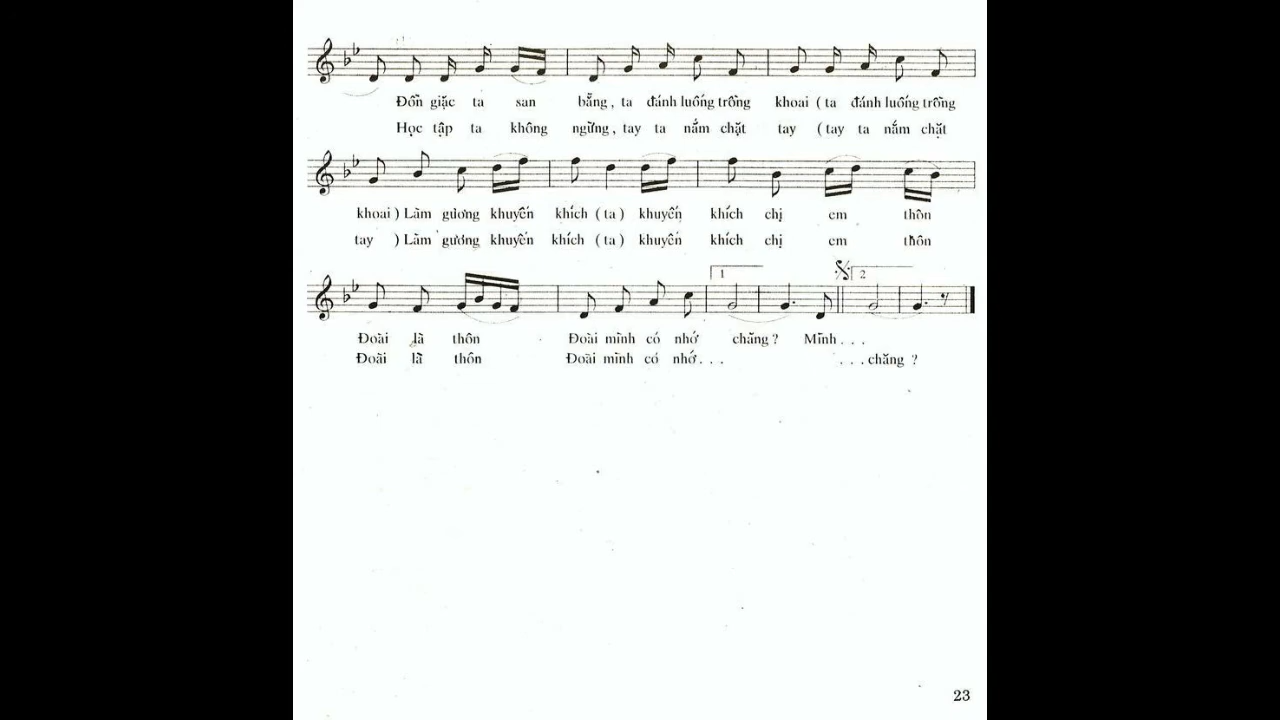 Đồn giặc ta san bằng, ta đánh luống trồng khoai ( ta đánh luống trồng
Học tập ta không ngừng, tay ta nắm chặt tay ( tay ta nắm chặt
khoai ) Làm gương khuyến khích ( ta ) khuyến khích chị em thôn
tay ) Làm gương khuyến khích ( ta ) khuyến khích chị em thôn
1 2
Đoài là thôn Đoài mình có nhớ chăng ? Mình . . .
Đoài là thôn Đoài mình có nhớ . . . . . . chăng ?
23